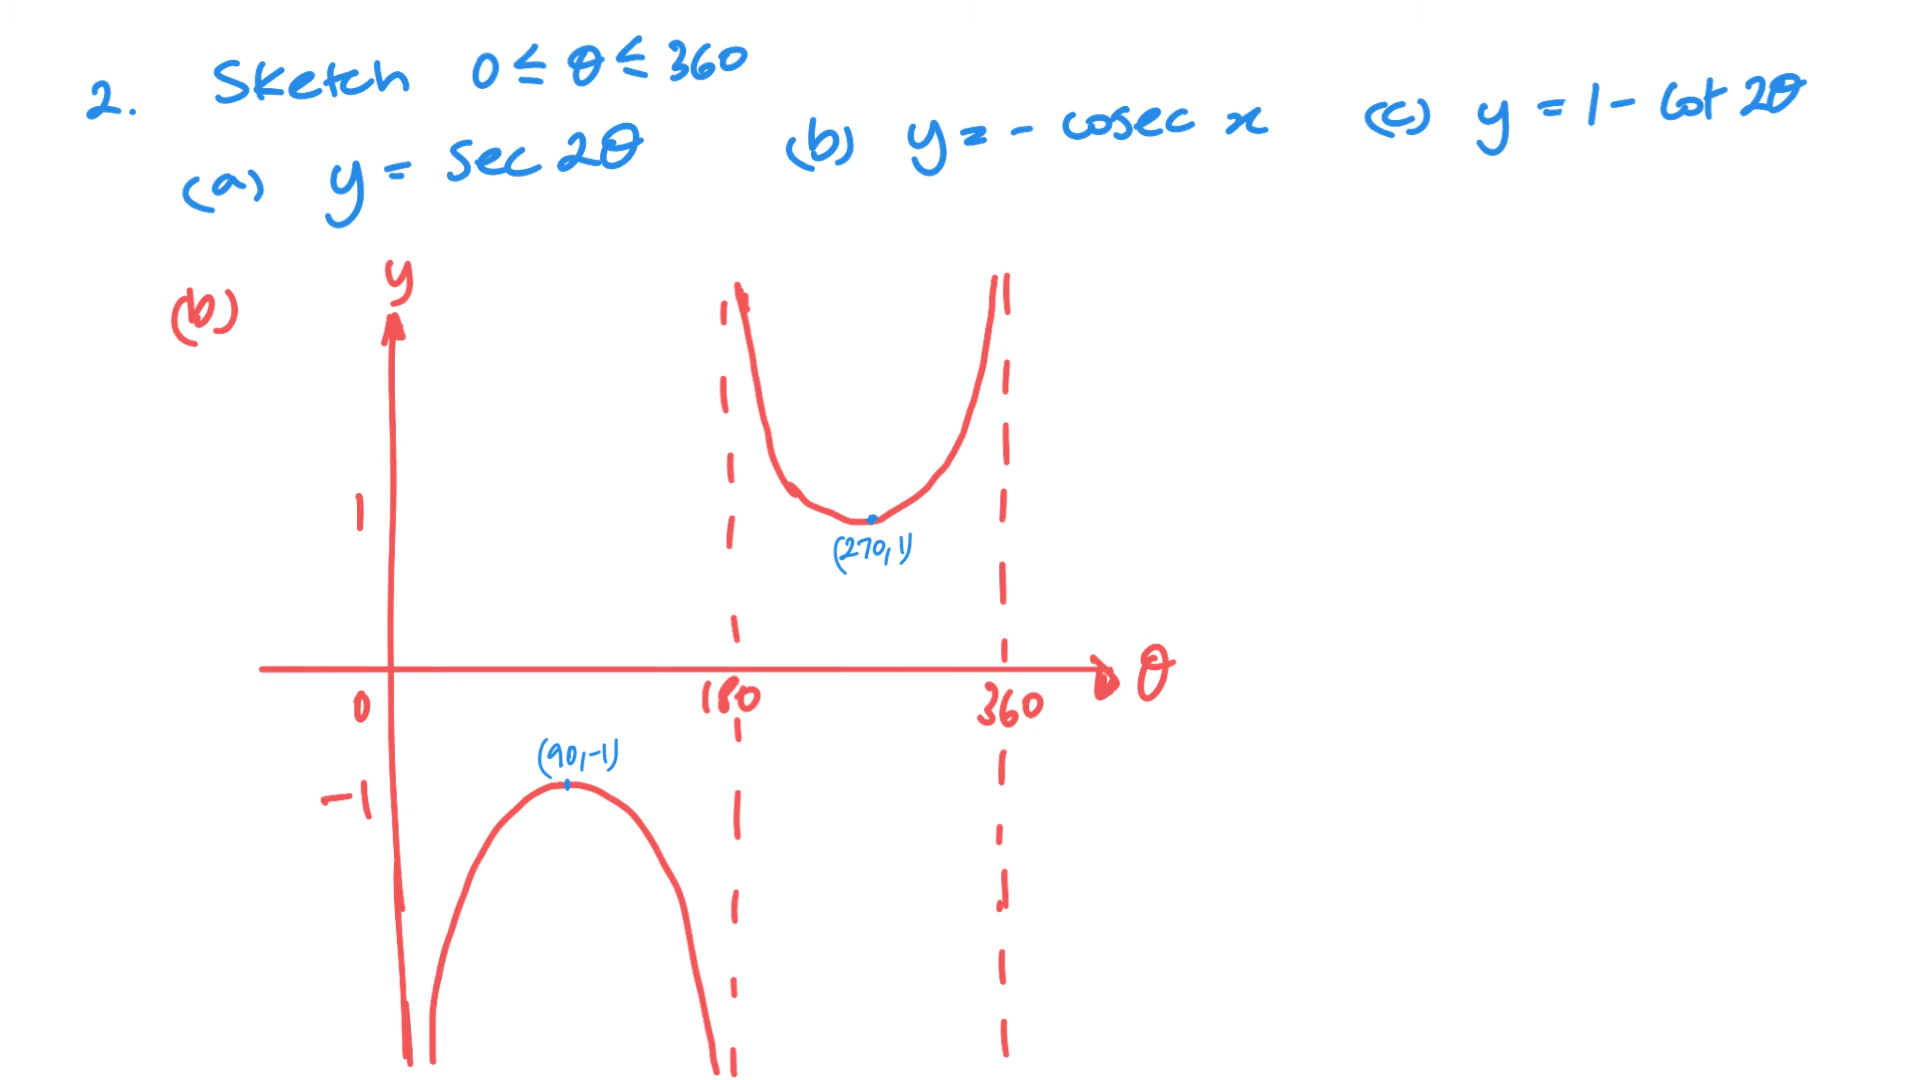 2. Sketch 0 ≤ θ ≤ 360
(a) y = sec 2θ (b) y = - cosec x (c) y = 1 - cot 2θ
(b)
y
1
(270, 1)
0 180 360 θ
(90, -1)
-1